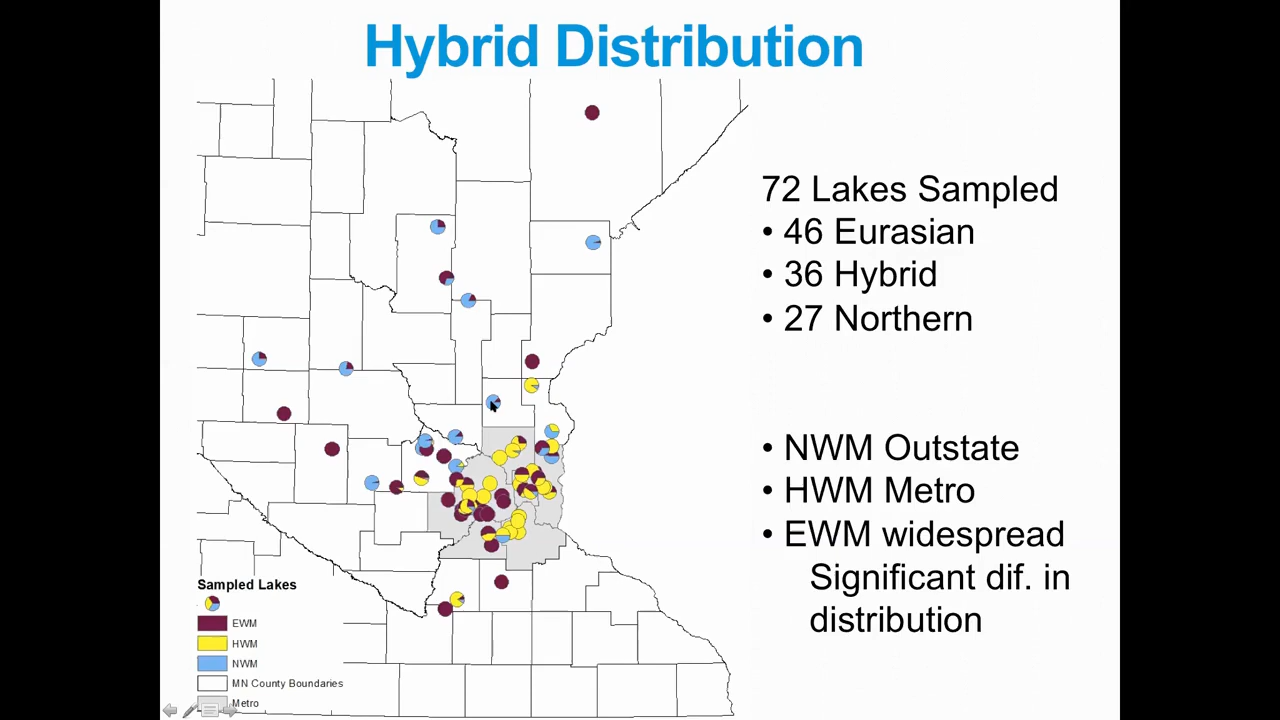 Hybrid Distribution
72 Lakes Sampled
• 46 Eurasian
• 36 Hybrid
• 27 Northern
• NWM Outstate
• HWM Metro
• EWM widespread
Significant dif. in
distribution
Sampled Lakes
EWM
HWM
NWM
MN County Boundaries
Metro